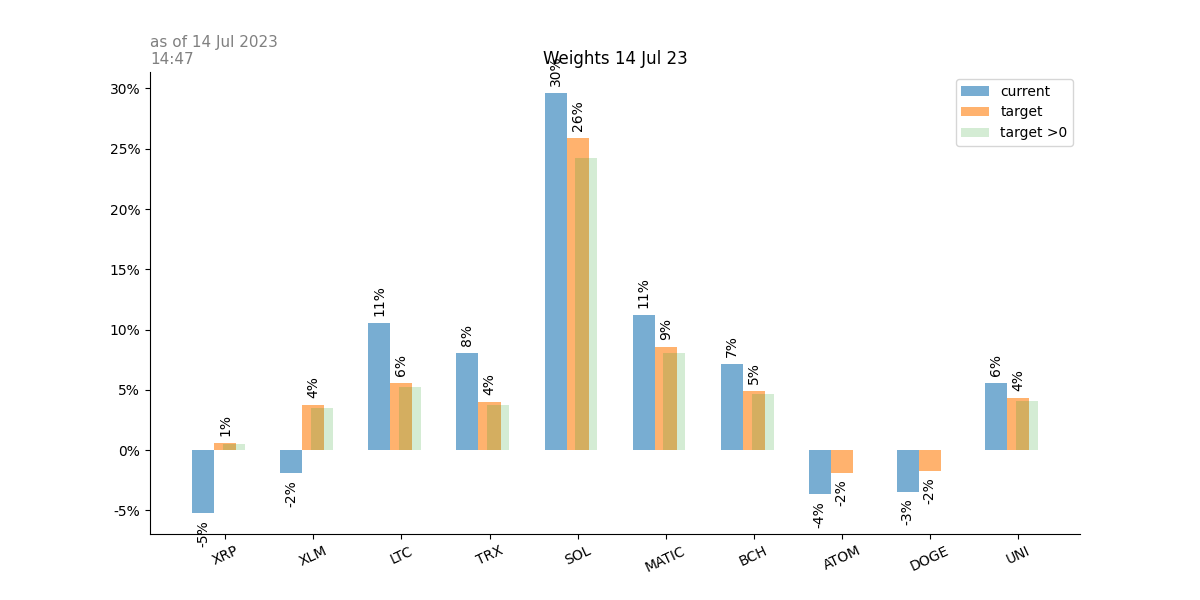 as of 14 Jul 2023
14:47
Weights 14 Jul 23
current
target
target >0
30%
25%
20%
15%
10%
5%
0%
-5%
-5%
1%
-2%
4%
11%
6%
8%
4%
30%
26%
11%
9%
7%
5%
-4%
-2%
-3%
-2%
6%
4%
XRP
XLM
LTC
TRX
SOL
MATIC
BCH
ATOM
DOGE
UNI